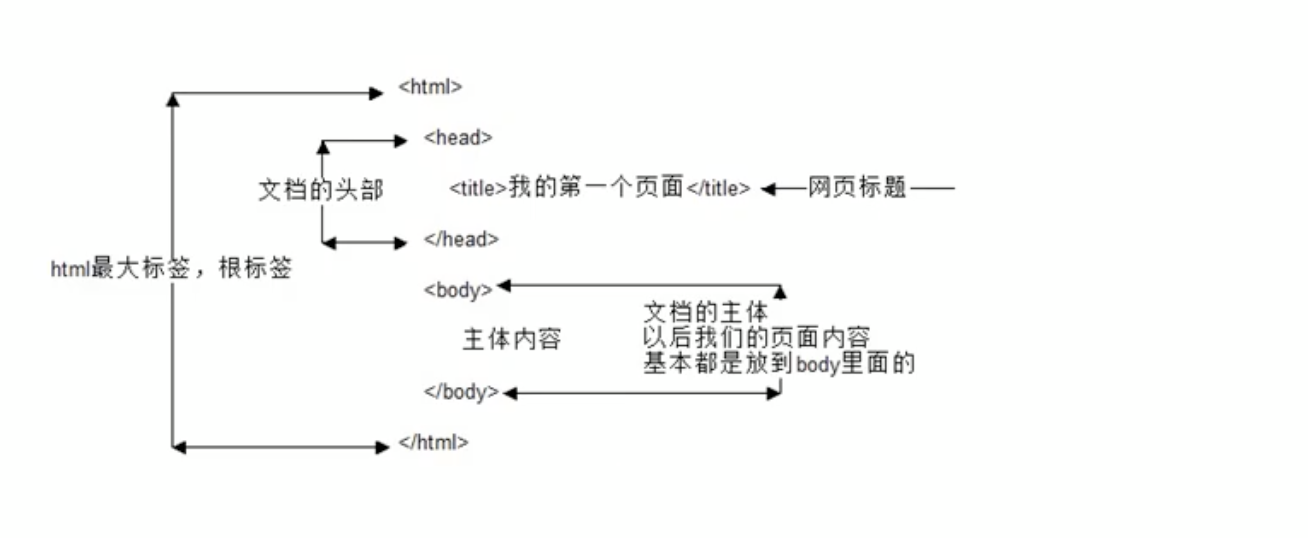 <html>
<head>
文档的头部
<title>我的第一个页面</title>
网页标题
</head>
html最大标签，根标签
<body>
文档的主体
以后我们的页面内容
基本都是放到body里面的
主体内容
</body>
</html>